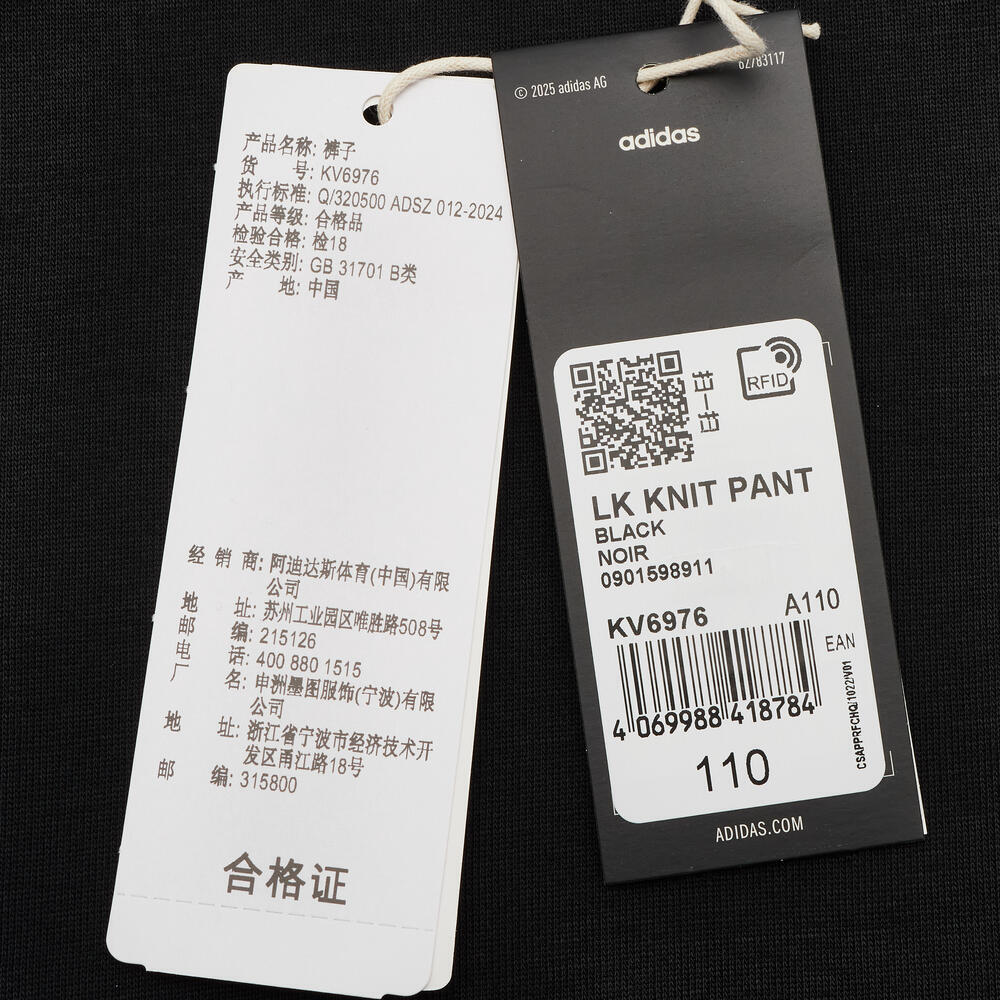 产品名称: 裤子
货 号: KV6976
执行标准: Q/320500 ADSZ 012-2024
产品等级: 合格品
检验合格: 检18
安全类别: GB 31701 B类
产 地: 中国
经 销 商: 阿迪达斯体育(中国)有限
公司
地 址: 苏州工业园区唯胜路508号
邮 编: 215126
电 话: 400 880 1515
厂 名: 申洲墨图服饰(宁波)有限
公司
地 址: 浙江省宁波市经济技术开
发区甬江路18号
邮 编: 315800
合格证
© 2025 adidas AG
62783117
adidas
扫一扫
RFID
LK KNIT PANT
BLACK
NOIR
0901598911
KV6976
A110
EAN
4 069988 418784
CSAPPRFCHQ/1022/V01
110
ADIDAS.COM